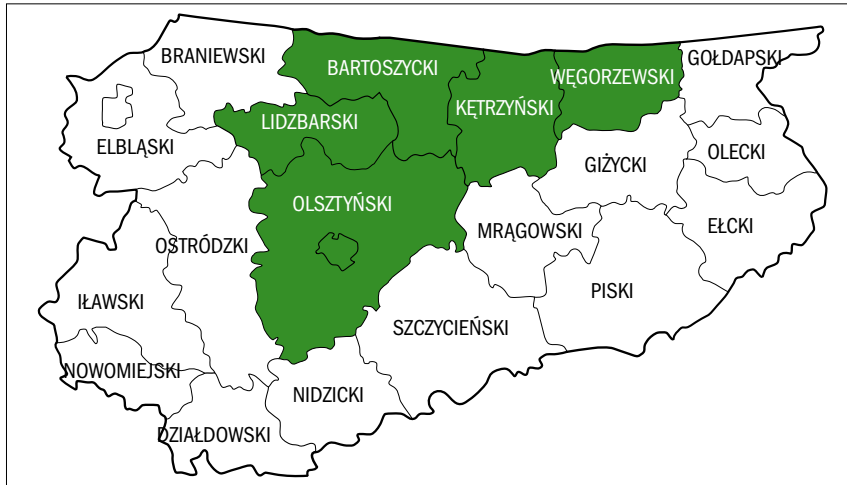 BRANIEWSKI
BARTOSZYCKI
WĘGORZEWSKI
GOŁDAPSKI
KĘTRZYŃSKI
LIDZBARSKI
ELBLĄSKI
GIŻYCKI
OLECKI
OLSZTYŃSKI
OSTRÓDZKI
MRĄGOWSKI
EŁCKI
IŁAWSKI
PISKI
SZCZYCIEŃSKI
NOWOMIEJSKI
NIDZICKI
DZIAŁDOWSKI